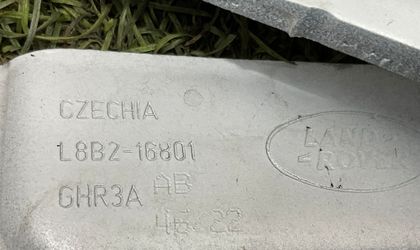 CZECHIA
L8B2-16801
GHR3A AB
LAND
ROVER